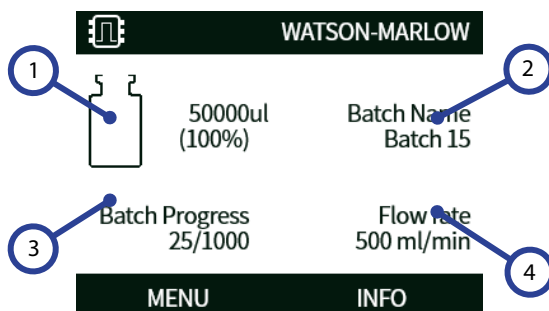 WATSON-MARLOW
1
2
50000ul
(100%)
Batch Name
Batch 15
3
Batch Progress
25/1000
Flow rate
500 ml/min
4
MENU
INFO